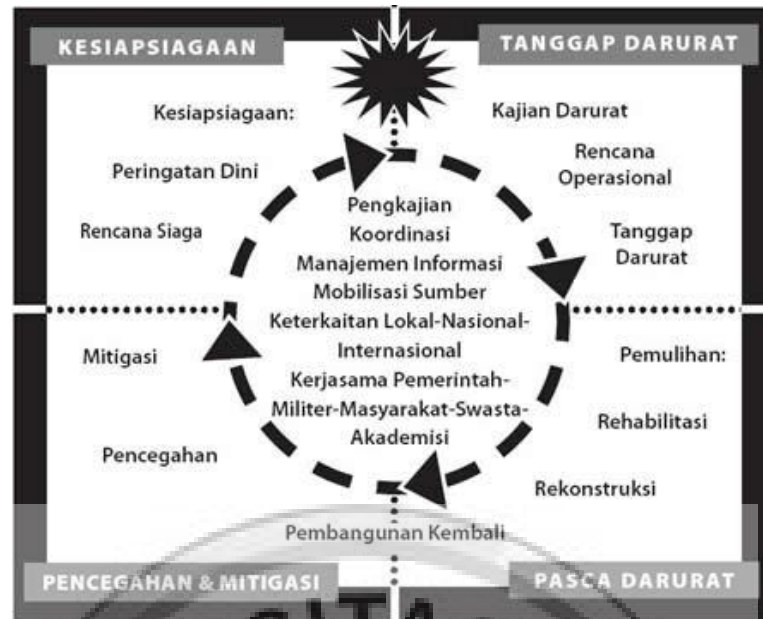 KESIAPSIAGAAN
TANGGAP DARURAT
Kesiapsiagaan:
Peringatan Dini
Rencana Siaga
Kajian Darurat
Rencana
Operasional
Tanggap
Darurat
Pengkajian
Koordinasi
Manajemen Informasi
Mobilisasi Sumber
Keterkaitan Lokal-Nasional-
Internasional
Kerjasama Pemerintah-
Militer-Masyarakat-Swasta-
Akademisi
Mitigasi
Pencegahan
Pemulihan:
Rehabilitasi
Rekonstruksi
Pembangunan Kembali
PENCEGAHAN & MITIGASI
PASCA DARURAT